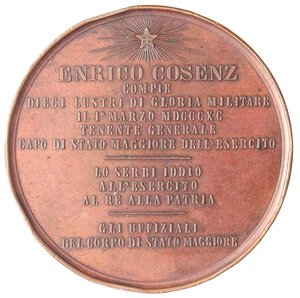 ENRICO COSENZ
COMPIE
DIECI LUSTRI DI GLORIA MILITARE
IL 1° MARZO MDCCCXC
TENENTE GENERALE
CAPO DI STATO MAGGIORE DELL'ESERCITO
LO SERBI IDDIO
ALL'ESERCITO
AL RE ALLA PATRIA
GLI UFFIZIALI
DEL CORPO DI STATO MAGGIORE